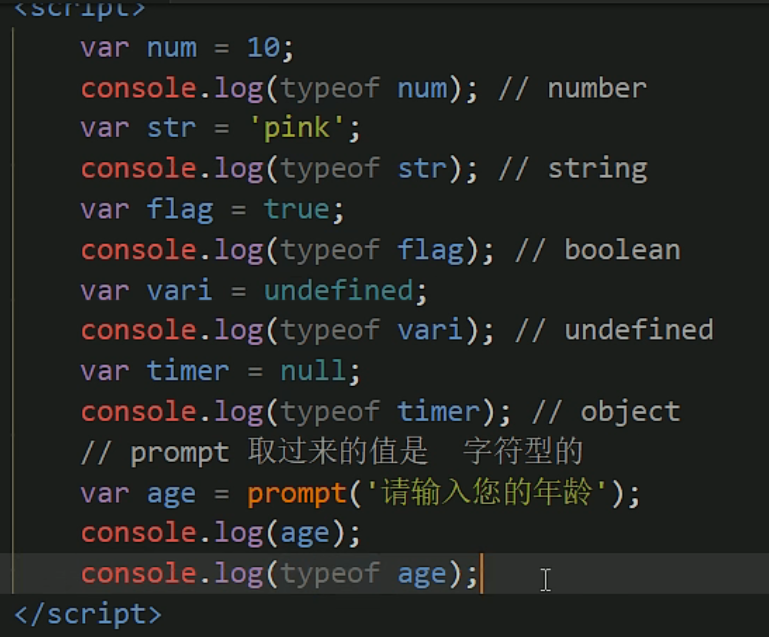 <script>
var num = 10;
console.log(typeof num); // number
var str = 'pink';
console.log(typeof str); // string
var flag = true;
console.log(typeof flag); // boolean
var vari = undefined;
console.log(typeof vari); // undefined
var timer = null;
console.log(typeof timer); // object
// prompt 取过来的值是  字符型的
var age = prompt('请输入您的年龄');
console.log(age);
console.log(typeof age);
</script>